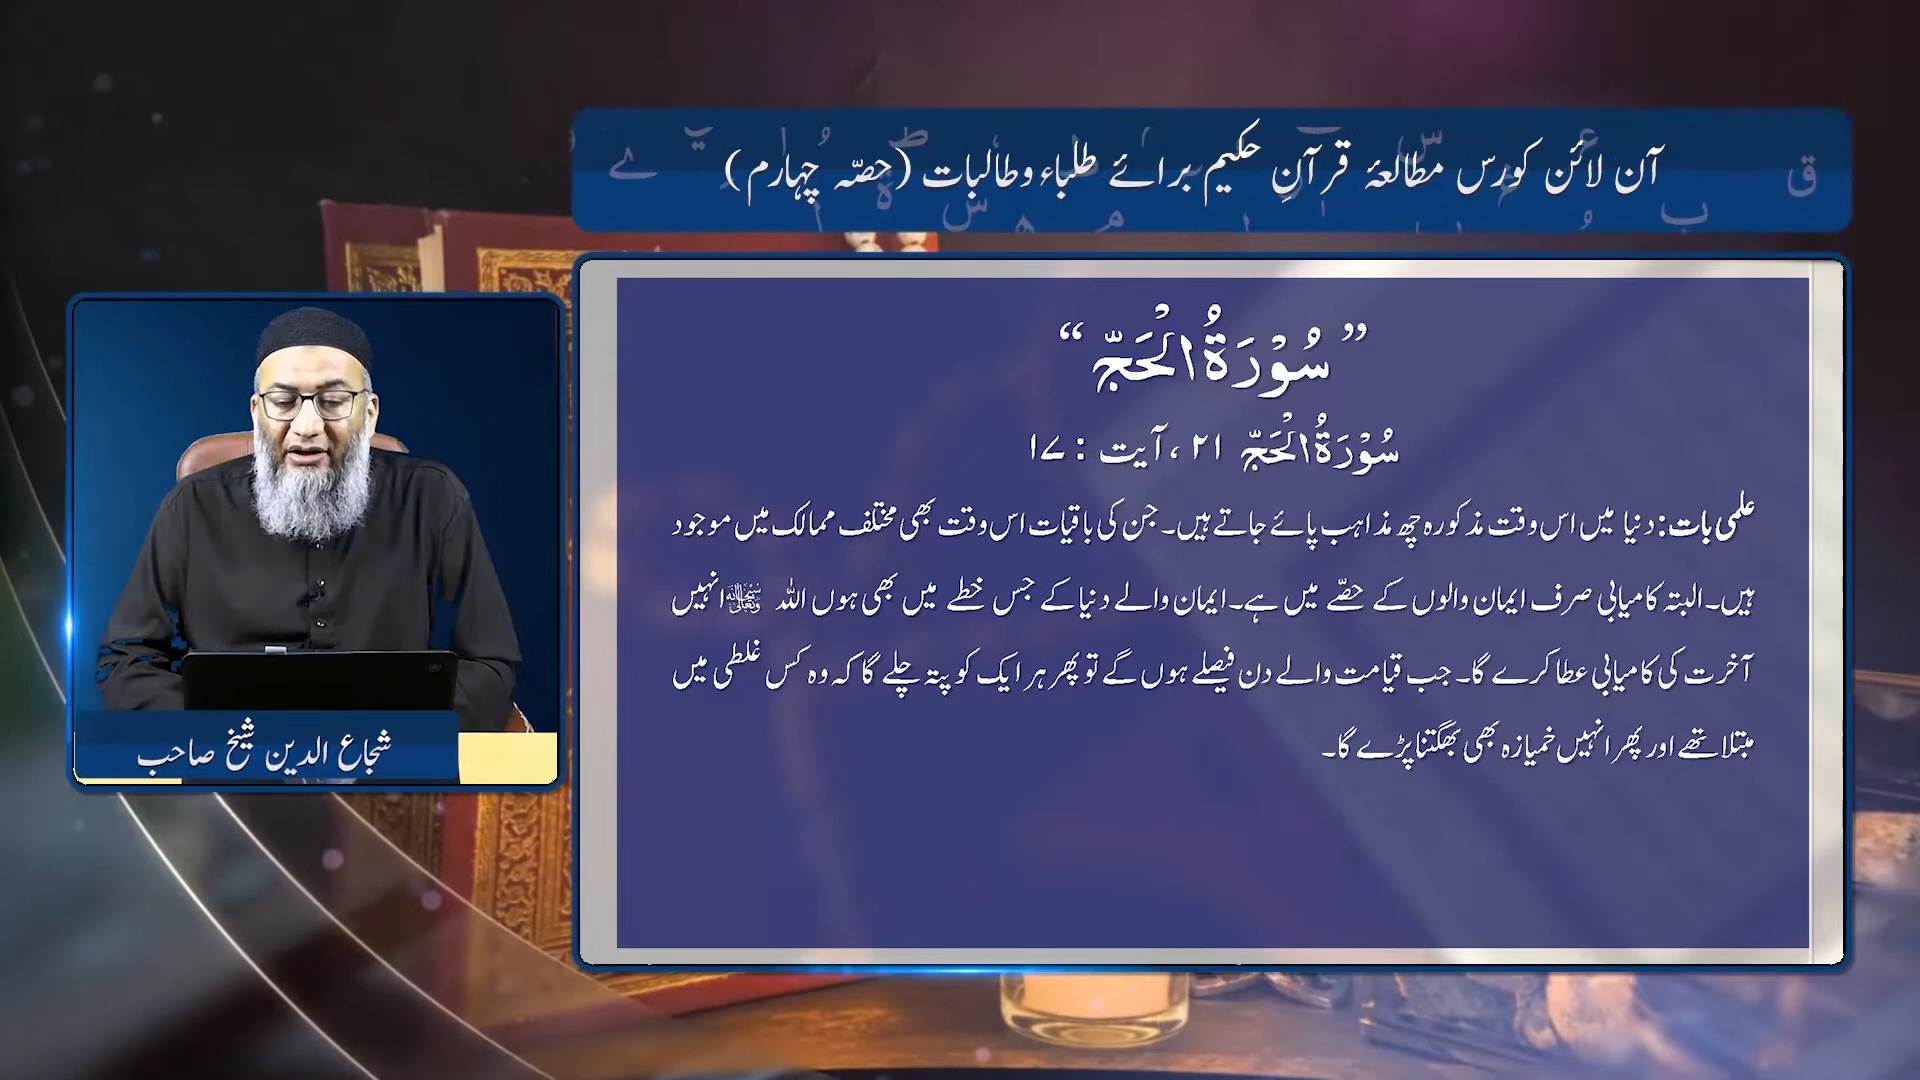 آن لائن کورس مطالعۂ قرآنِ حکیم برائے طلباء و طالبات (حصّہ چہارم)
”سُوْرَۃُ الْحَجّ“
سُوْرَۃُ الْحَجّ ۲۱، آیت : ۱۷
علمی بات: دنیا میں اس وقت مذکورہ چھ مذاہب پائے جاتے ہیں۔ جن کی باقیات اس وقت بھی مختلف ممالک میں موجود
ہیں۔ البتہ کامیابی صرف ایمان والوں کے حصّے میں ہے۔ ایمان والے دنیا کے جس خطے میں بھی ہوں اللہ سبحانہ وتعالیٰ انہیں
آخرت کی کامیابی عطا کرے گا۔ جب قیامت والے دن فیصلے ہوں گے تو پھر ہر ایک کو پتہ چلے گا کہ وہ کس غلطی میں
مبتلا تھے اور پھر انہیں خمیازہ بھی بھگتنا پڑے گا۔
شجاع الدین شیخ صاحب